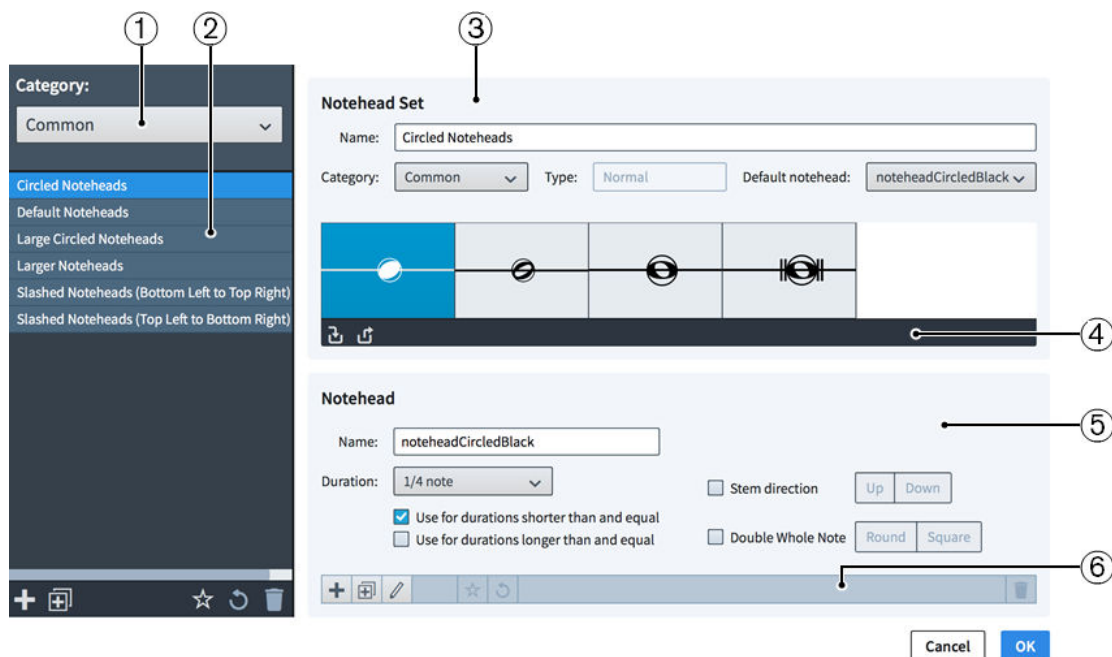 ① ② ③
Category:
Common
Circled Noteheads
Default Noteheads
Large Circled Noteheads
Larger Noteheads
Slashed Noteheads (Bottom Left to Top Right)
Slashed Noteheads (Top Left to Bottom Right)
Notehead Set
Name: Circled Noteheads
Category: Common Type: Normal Default notehead: noteheadCircledBlack
④
Notehead
⑤
Name: noteheadCircledBlack
Duration: 1/4 note Stem direction Up Down
Use for durations shorter than and equal
Use for durations longer than and equal Double Whole Note Round Square
⑥
Cancel OK